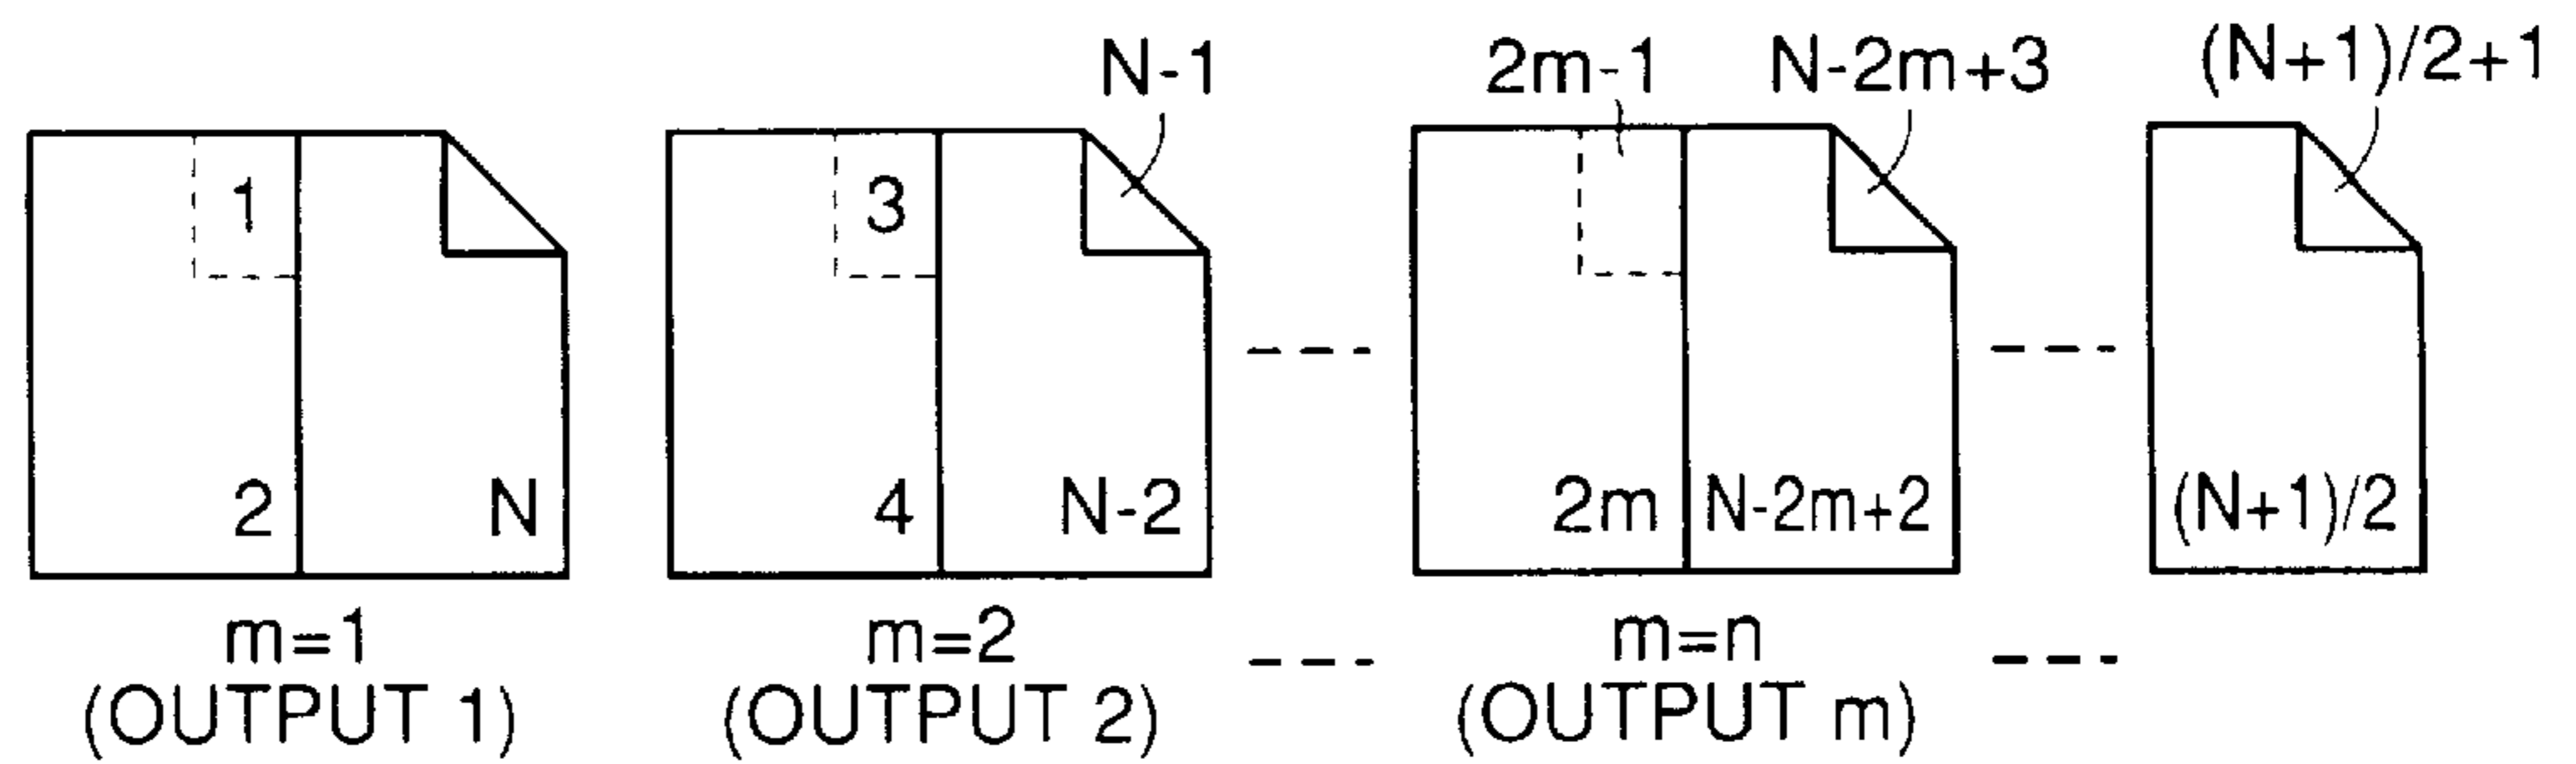 N-1
2m-1 N-2m+3 (N+1)/2+1
1 3
2 N 4 N-2 2m N-2m+2 (N+1)/2
m=1 m=2 m=n
(OUTPUT 1) (OUTPUT 2) (OUTPUT m)